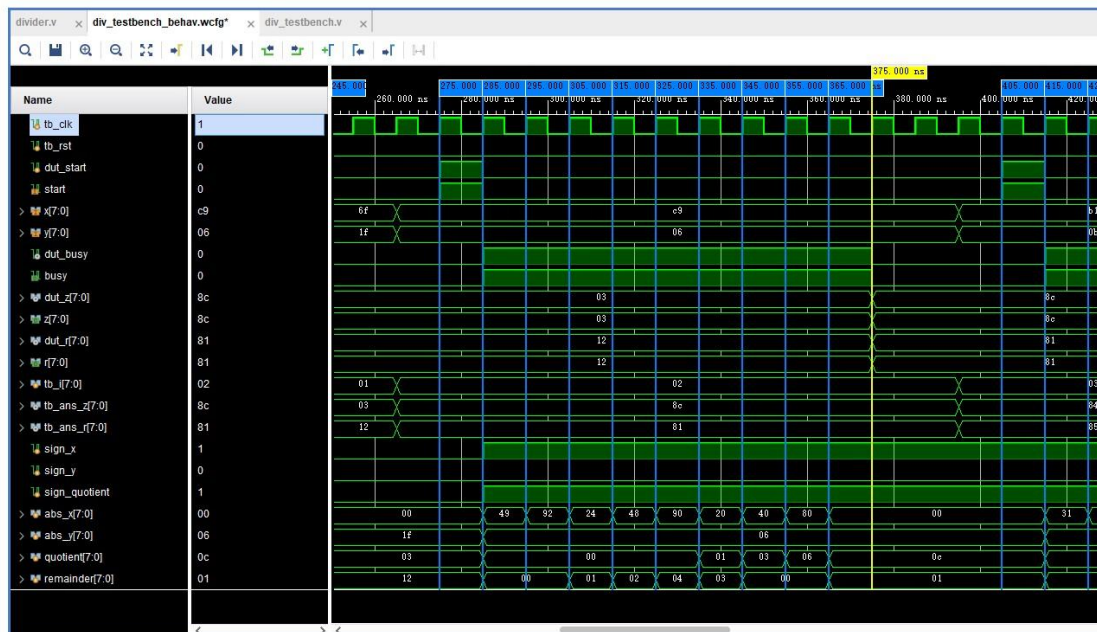 divider.v × div_testbench_behav.wcfg* × div_testbench.v ×
375.000 ns
245.000 275.000 285.000 295.000 305.000 315.000 325.000 335.000 345.000 355.000 365.000 ns 405.000 415.000
260.000 ns 280.000 ns 300.000 ns 320.000 ns 340.000 ns 360.000 ns 380.000 ns 400.000 ns 420.0
Name Value
tb_clk 1
tb_rst 0
dut_start 0
start 0
x[7:0] c9 6f c9 b1
y[7:0] 06 1f 06 0b
dut_busy 0
busy 0
dut_z[7:0] 8c 03 8c
z[7:0] 8c 03 8c
dut_r[7:0] 81 12 81
r[7:0] 81 12 81
tb_i[7:0] 02 01 02 03
tb_ans_z[7:0] 8c 03 8c 84
tb_ans_r[7:0] 81 12 81 85
sign_x 1
sign_y 0
sign_quotient 1
abs_x[7:0] 00 00 49 92 24 48 90 20 40 80 00 31
abs_y[7:0] 06 1f 06
quotient[7:0] 0c 03 00 01 03 06 0c
remainder[7:0] 01 12 00 01 02 04 03 00 01